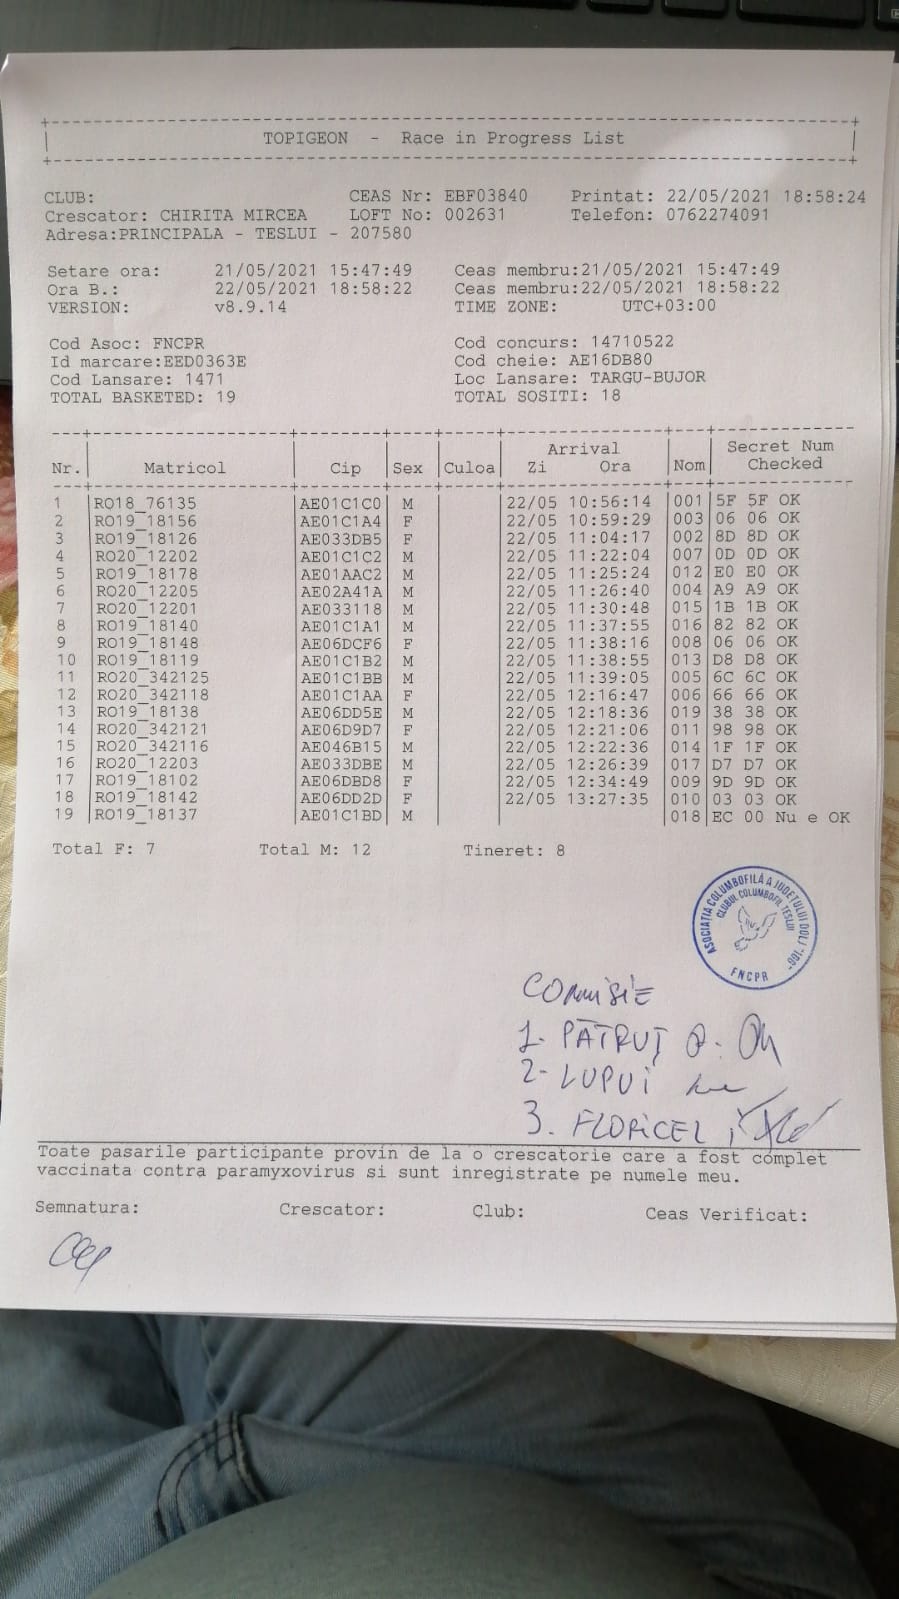 TOPIGEON - Race in Progress List
CLUB: CEAS Nr: EBF03840 Printat: 22/05/2021 18:58:24
Crescator: CHIRITA MIRCEA LOFT No: 002631 Telefon: 0762274091
Adresa:PRINCIPALA - TESLUI - 207580
Setare ora: 21/05/2021 15:47:49 Ceas membru:21/05/2021 15:47:49
Ora B.: 22/05/2021 18:58:22 Ceas membru:22/05/2021 18:58:22
VERSION: v8.9.14 TIME ZONE: UTC+03:00
Cod Asoc: FNCPR Cod concurs: 14710522
Id marcare:EED0363E Cod cheie: AE16DB80
Cod Lansare: 1471 Loc Lansare: TARGU-BUJOR
TOTAL BASKETED: 19 TOTAL SOSITI: 18
Arrival Secret Num
Nr. Matricol Cip Sex Culoa Zi Ora Nom Checked
1 RO18_76135 AE01C1C0 M 22/05 10:56:14 001 5F 5F OK
2 RO19_18156 AE01C1A4 F 22/05 10:59:29 003 06 06 OK
3 RO19_18126 AE033DB5 F 22/05 11:04:17 002 8D 8D OK
4 RO20_12202 AE01C1C2 M 22/05 11:22:04 007 0D 0D OK
5 RO19_18178 AE01AAC2 M 22/05 11:25:24 012 E0 E0 OK
6 RO20_12205 AE02A41A M 22/05 11:26:40 004 A9 A9 OK
7 RO20_12201 AE033118 M 22/05 11:30:48 015 1B 1B OK
8 RO19_18140 AE01C1A1 M 22/05 11:37:55 016 82 82 OK
9 RO19_18148 AE06DCF6 F 22/05 11:38:16 008 06 06 OK
10 RO19_18119 AE01C1B2 M 22/05 11:38:55 013 D8 D8 OK
11 RO20_342125 AE01C1BB M 22/05 11:39:05 005 6C 6C OK
12 RO20_342118 AE01C1AA F 22/05 12:16:47 006 66 66 OK
13 RO19_18138 AE06DD5E M 22/05 12:18:36 019 38 38 OK
14 RO20_342121 AE06D9D7 F 22/05 12:21:06 011 98 98 OK
15 RO20_342116 AE046B15 M 22/05 12:22:36 014 1F 1F OK
16 RO20_12203 AE033DBE M 22/05 12:26:39 017 D7 D7 OK
17 RO19_18102 AE06DBD8 F 22/05 12:34:49 009 9D 9D OK
18 RO19_18142 AE06DD2D F 22/05 13:27:35 010 03 03 OK
19 RO19_18137 AE01C1BD M 018 EC 00 Nu e OK
Total F: 7 Total M: 12 Tineret: 8
ASOCIAȚIA COLUMBOFILĂ A JUDEȚULUI DOLJ
CLUBUL COLUMBOFIL TESLUI
FNCPR
COMISIE
1. PĂTRUȚ
2- LUPUI
3. FLORICEL
Toate pasarile participante provin de la o crescatorie care a fost complet
vaccinata contra paramyxovirus si sunt inregistrate pe numele meu.
Semnatura: Crescator: Club: Ceas Verificat: